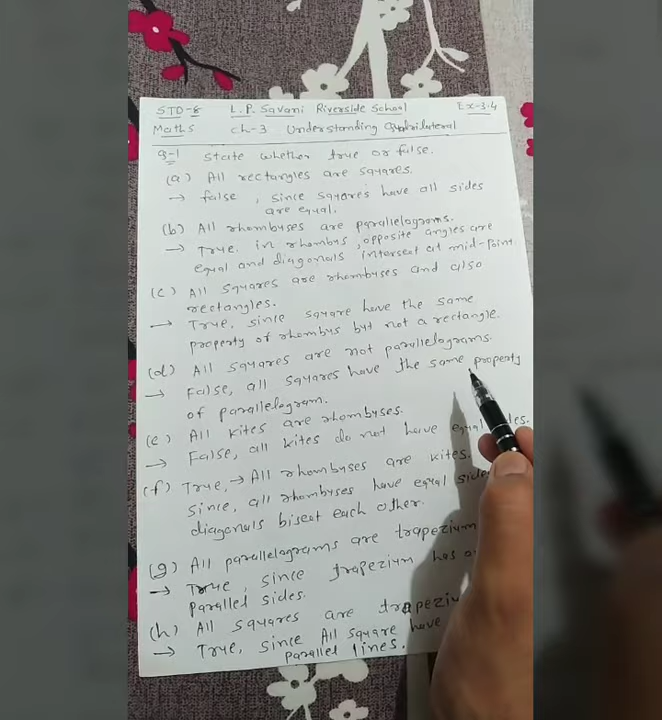 STD-8 L.P. Savani Riverside School Ex-3.4
Maths ch-3 Understanding Quadrilateral
Q-1 State whether true or false.
(a) All rectangles are squares.
→ false, since squares have all sides
are equal.
(b) All rhombuses are parallelograms.
→ True. in rhombus, opposite angles are
equal and diagonals intersect at mid-point.
(c) All squares are rhombuses and also
rectangles.
→ True, since square have the same
property of rhombus but not a rectangle.
(d) All squares are not parallelograms.
→ False, all squares have the same property
of parallelogram.
(e) All kites are rhombuses.
→ False, all kites do not have equal sides.
(f) True, → All rhombuses are kites.
Since, all rhombuses have equal side
diagonals bisect each other.
(g) All parallelograms are trapezium
→ True, since trapezium has
parallel sides.
(h) All squares are
→ True, since All square have
parallel lines.